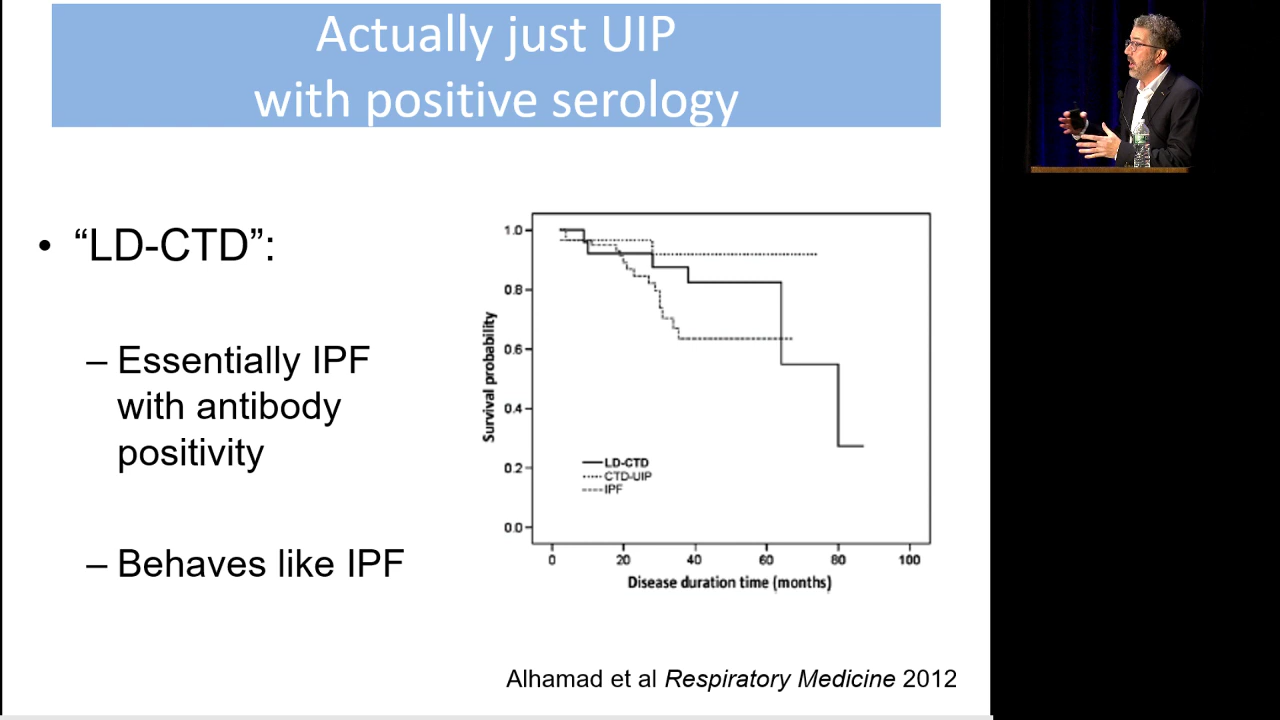 Actually just UIP
with positive serology
• “LD-CTD”:
– Essentially IPF
with antibody
positivity
– Behaves like IPF
Survival probability
1.0
0.8
0.6
0.4
0.2
0.0
LD-CTD
CTD-UIP
IPF
0 20 40 60 80 100
Disease duration time (months)
Alhamad et al Respiratory Medicine 2012